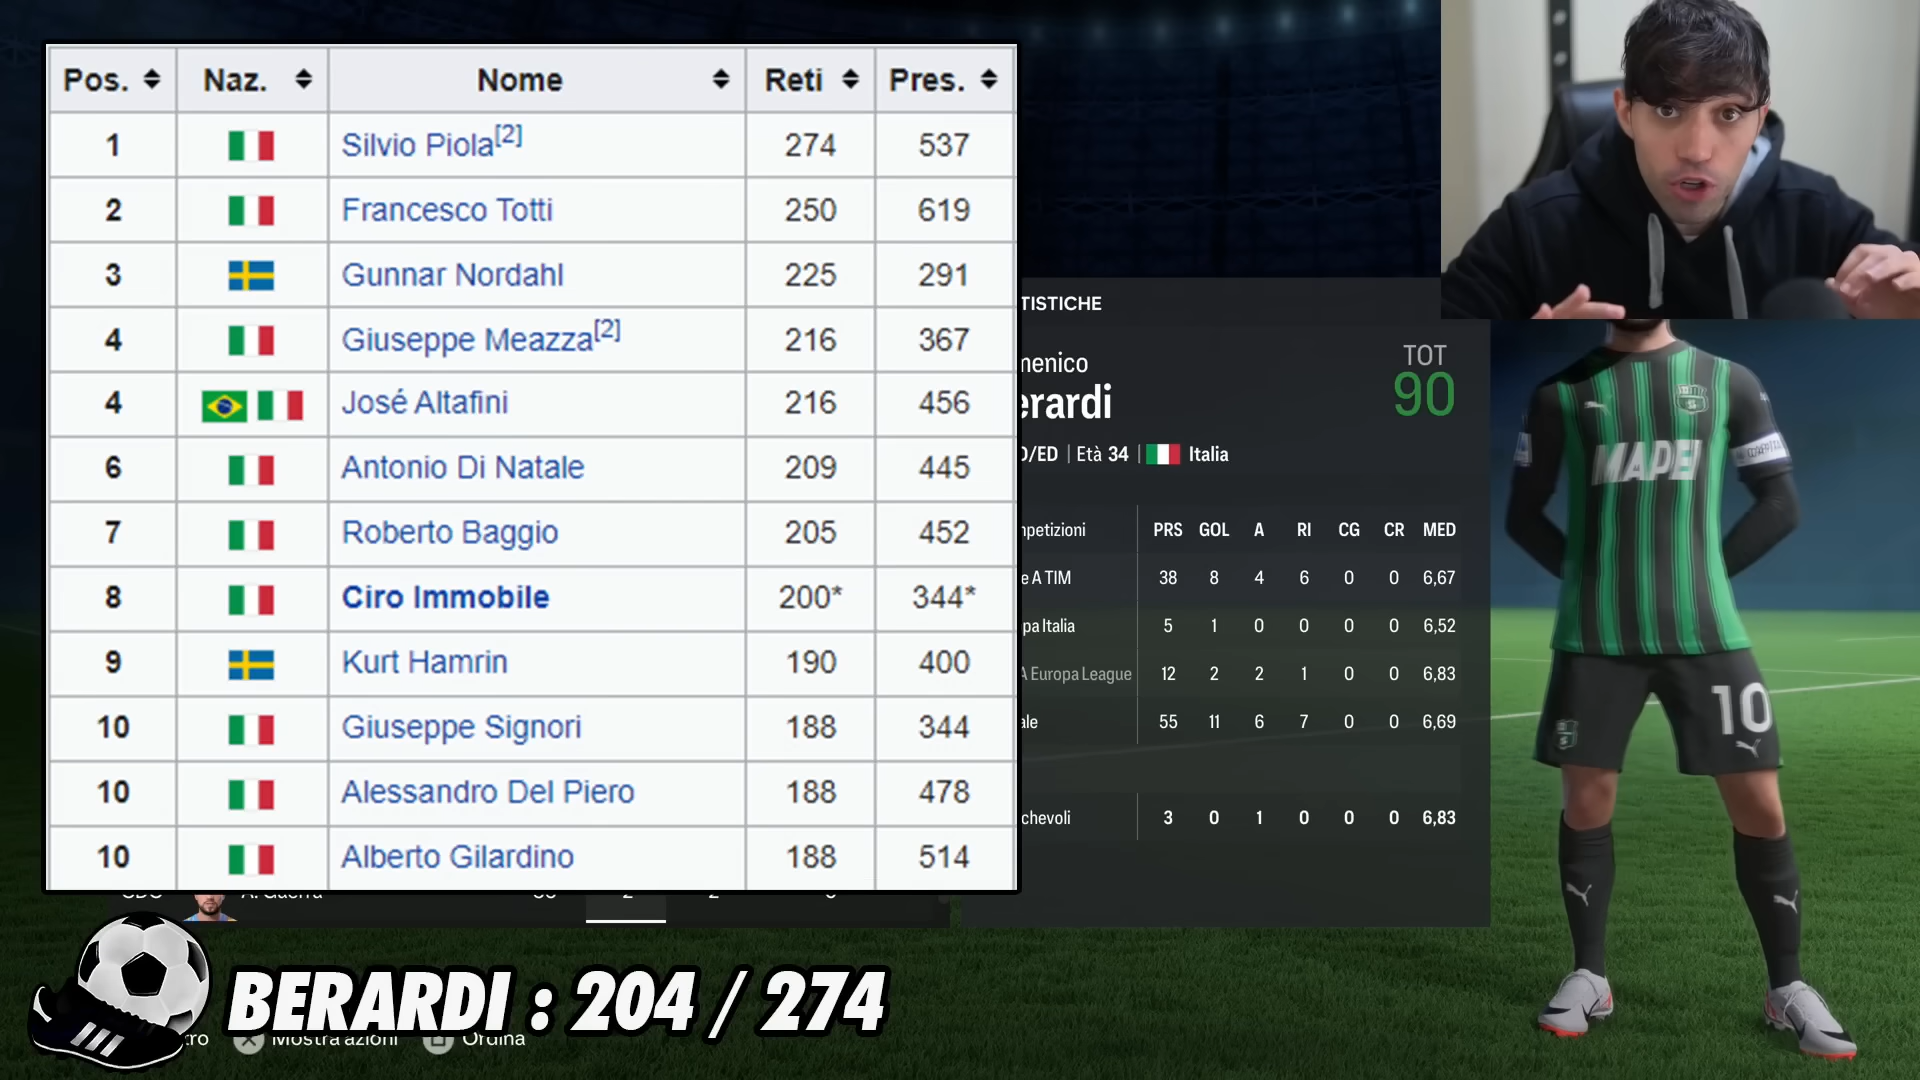 Pos. Naz. Nome Reti Pres.
1 Silvio Piola[2] 274 537
2 Francesco Totti 250 619
3 Gunnar Nordahl 225 291
4 Giuseppe Meazza[2] 216 367
4 José Altafini 216 456
6 Antonio Di Natale 209 445
7 Roberto Baggio 205 452
8 Ciro Immobile 200* 344*
9 Kurt Hamrin 190 400
10 Giuseppe Signori 188 344
10 Alessandro Del Piero 188 478
10 Alberto Gilardino 188 514
TISTICHE
menico
erardi
TOT
90
D/ED | Età 34 | Italia
mpetizioni PRS GOL A RI CG CR MED
e A TIM 38 8 4 6 0 0 6,67
pa Italia 5 1 0 0 0 0 6,52
A Europa League 12 2 2 1 0 0 6,83
ale 55 11 6 7 0 0 6,69
chevoli 3 0 1 0 0 0 6,83
MAPEI
10
A. Guerra
BERARDI : 204 / 274
tro Mostra azioni Ordina